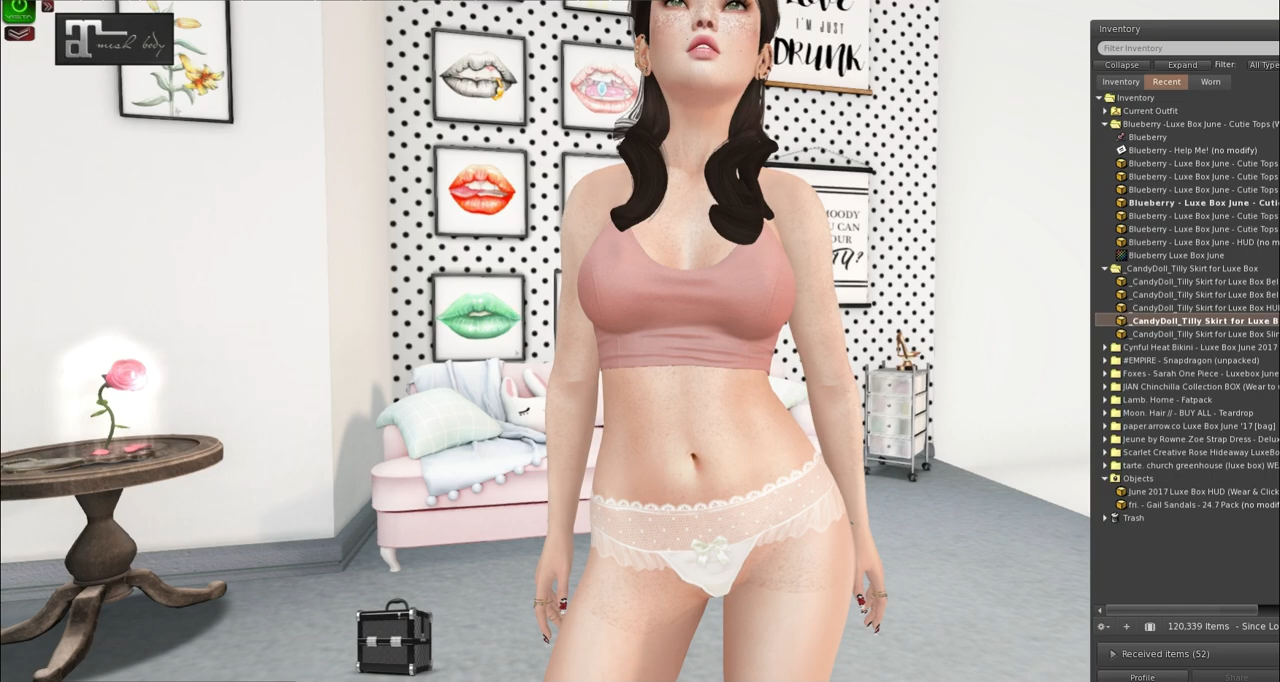 mesh body
LOVE
I'M JUST
DRUNK
MOODY
Inventory
Filter Inventory
Collapse
Expand
Filter:
All Type
Inventory
Recent
Worn
Inventory
Current Outfit
Blueberry -Luxe Box June - Cutie Tops (W
Blueberry
Blueberry - Help Me! (no modify)
Blueberry - Luxe Box June - Cutie Tops
Blueberry - Luxe Box June - Cutie Tops
Blueberry - Luxe Box June - Cutie Tops
Blueberry - Luxe Box June - Cuti
Blueberry - Luxe Box June - Cutie Tops
Blueberry - Luxe Box June - Cutie Tops
Blueberry - Luxe Box June - HUD (no m
Blueberry Luxe Box June
_CandyDoll_Tilly Skirt for Luxe Box
_CandyDoll_Tilly Skirt for Luxe Box Bel
_CandyDoll_Tilly Skirt for Luxe Box Bel
_CandyDoll_Tilly Skirt for Luxe Box HU
_CandyDoll_Tilly Skirt for Luxe B
_CandyDoll_Tilly Skirt for Luxe Box Slin
Cynful Heat Bikini - Luxe Box June 2017
#EMPIRE - Snapdragon (unpacked)
Foxes - Sarah One Piece - Luxebox June
JIAN Chinchilla Collection BOX (Wear to
Lamb. Home - Fatpack
Moon. Hair // - BUY ALL - Teardrop
paper.arrow.co Luxe Box June '17 [bag]
Jeune by Rowne.Zoe Strap Dress - Delu
Scarlet Creative Rose Hideaway LuxeBo
tarte. church greenhouse (luxe box) WE
Objects
June 2017 Luxe Box HUD (Wear & Click
fri. - Gail Sandals - 24.7 Pack (no modif
Trash
120,339 Items - Since Lo
Received items (52)
Profile
Share